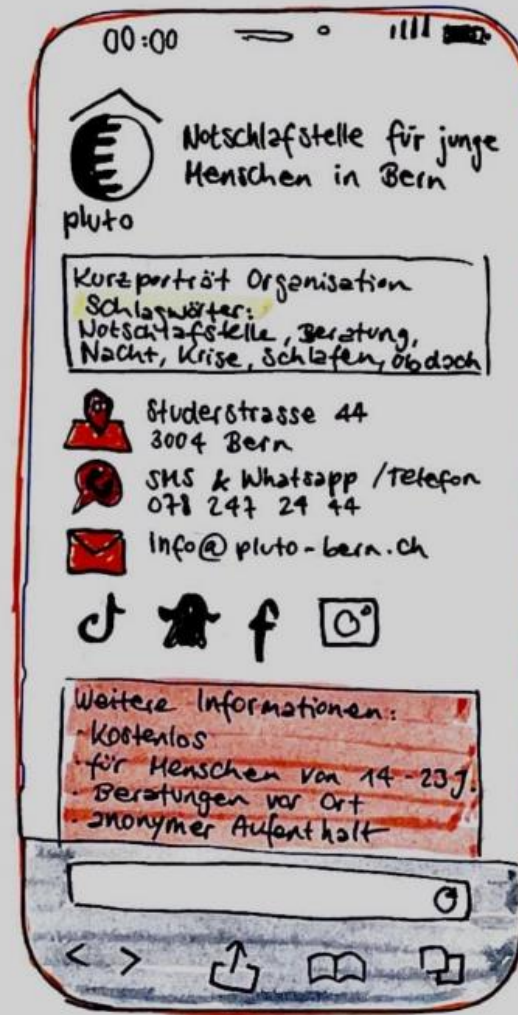 00:00
Notschlafstelle für junge
Menschen in Bern
pluto
Kurzporträt Organisation
Schlagwörter:
Notschlafstelle, Beratung,
Nacht, Krise, schlafen, obdach
Studerstrasse 44
3004 Bern
SMS & Whatsapp / Telefon
078 247 24 44
info@pluto-bern.ch
Weitere Informationen:
- Kostenlos
- für Menschen von 14 - 23 J.
- Beratungen vor Ort
- anonymer Aufenthalt